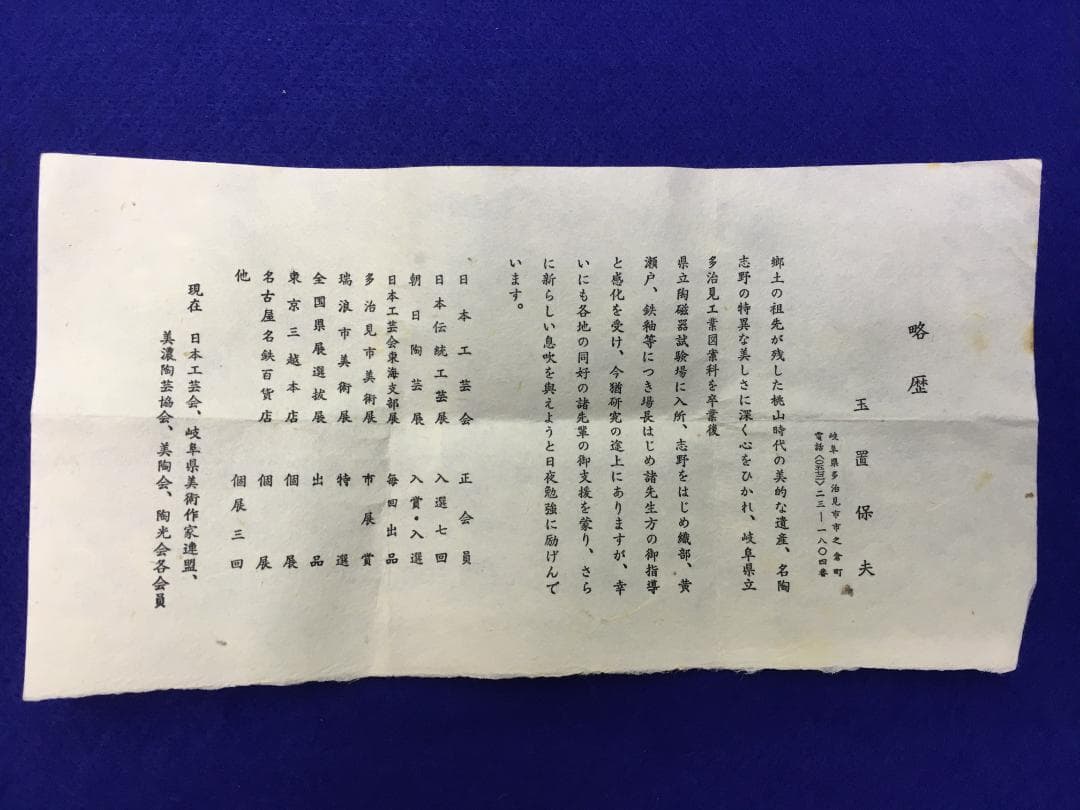 略歴
玉置保夫
岐阜県多治見市市之倉町
電話〈〇五七二〉二三―一八〇四番
郷土の祖先が残した桃山時代の美的な遺産、名陶
志野の特異な美しさに深く心をひかれ、岐阜県立
多治見工業図案科を卒業後
県立陶磁器試験場に入所、志野をはじめ織部、黄
瀬戸、鉄釉等につき場長はじめ諸先生方の御指導
と感化を受け、今猶研究の途上にありますが、幸
いにも各地の同好の諸先輩の御支援を蒙り、さら
に新らしい息吹を与えようと日夜勉強に励げんで
います。
日本工芸会 正会員
日本伝統工芸展 入選七回
朝日陶芸展 入賞・入選
日本工芸会東海支部展 毎回出品
多治見市美術展 市展賞
瑞浪市美術展 特選
全国県展選抜展 出品
東京三越本店 個展
名古屋名鉄百貨店 個展
他 個展三回
現在 日本工芸会、岐阜県美術作家連盟、
美濃陶芸協会、美陶会、陶光会各会員